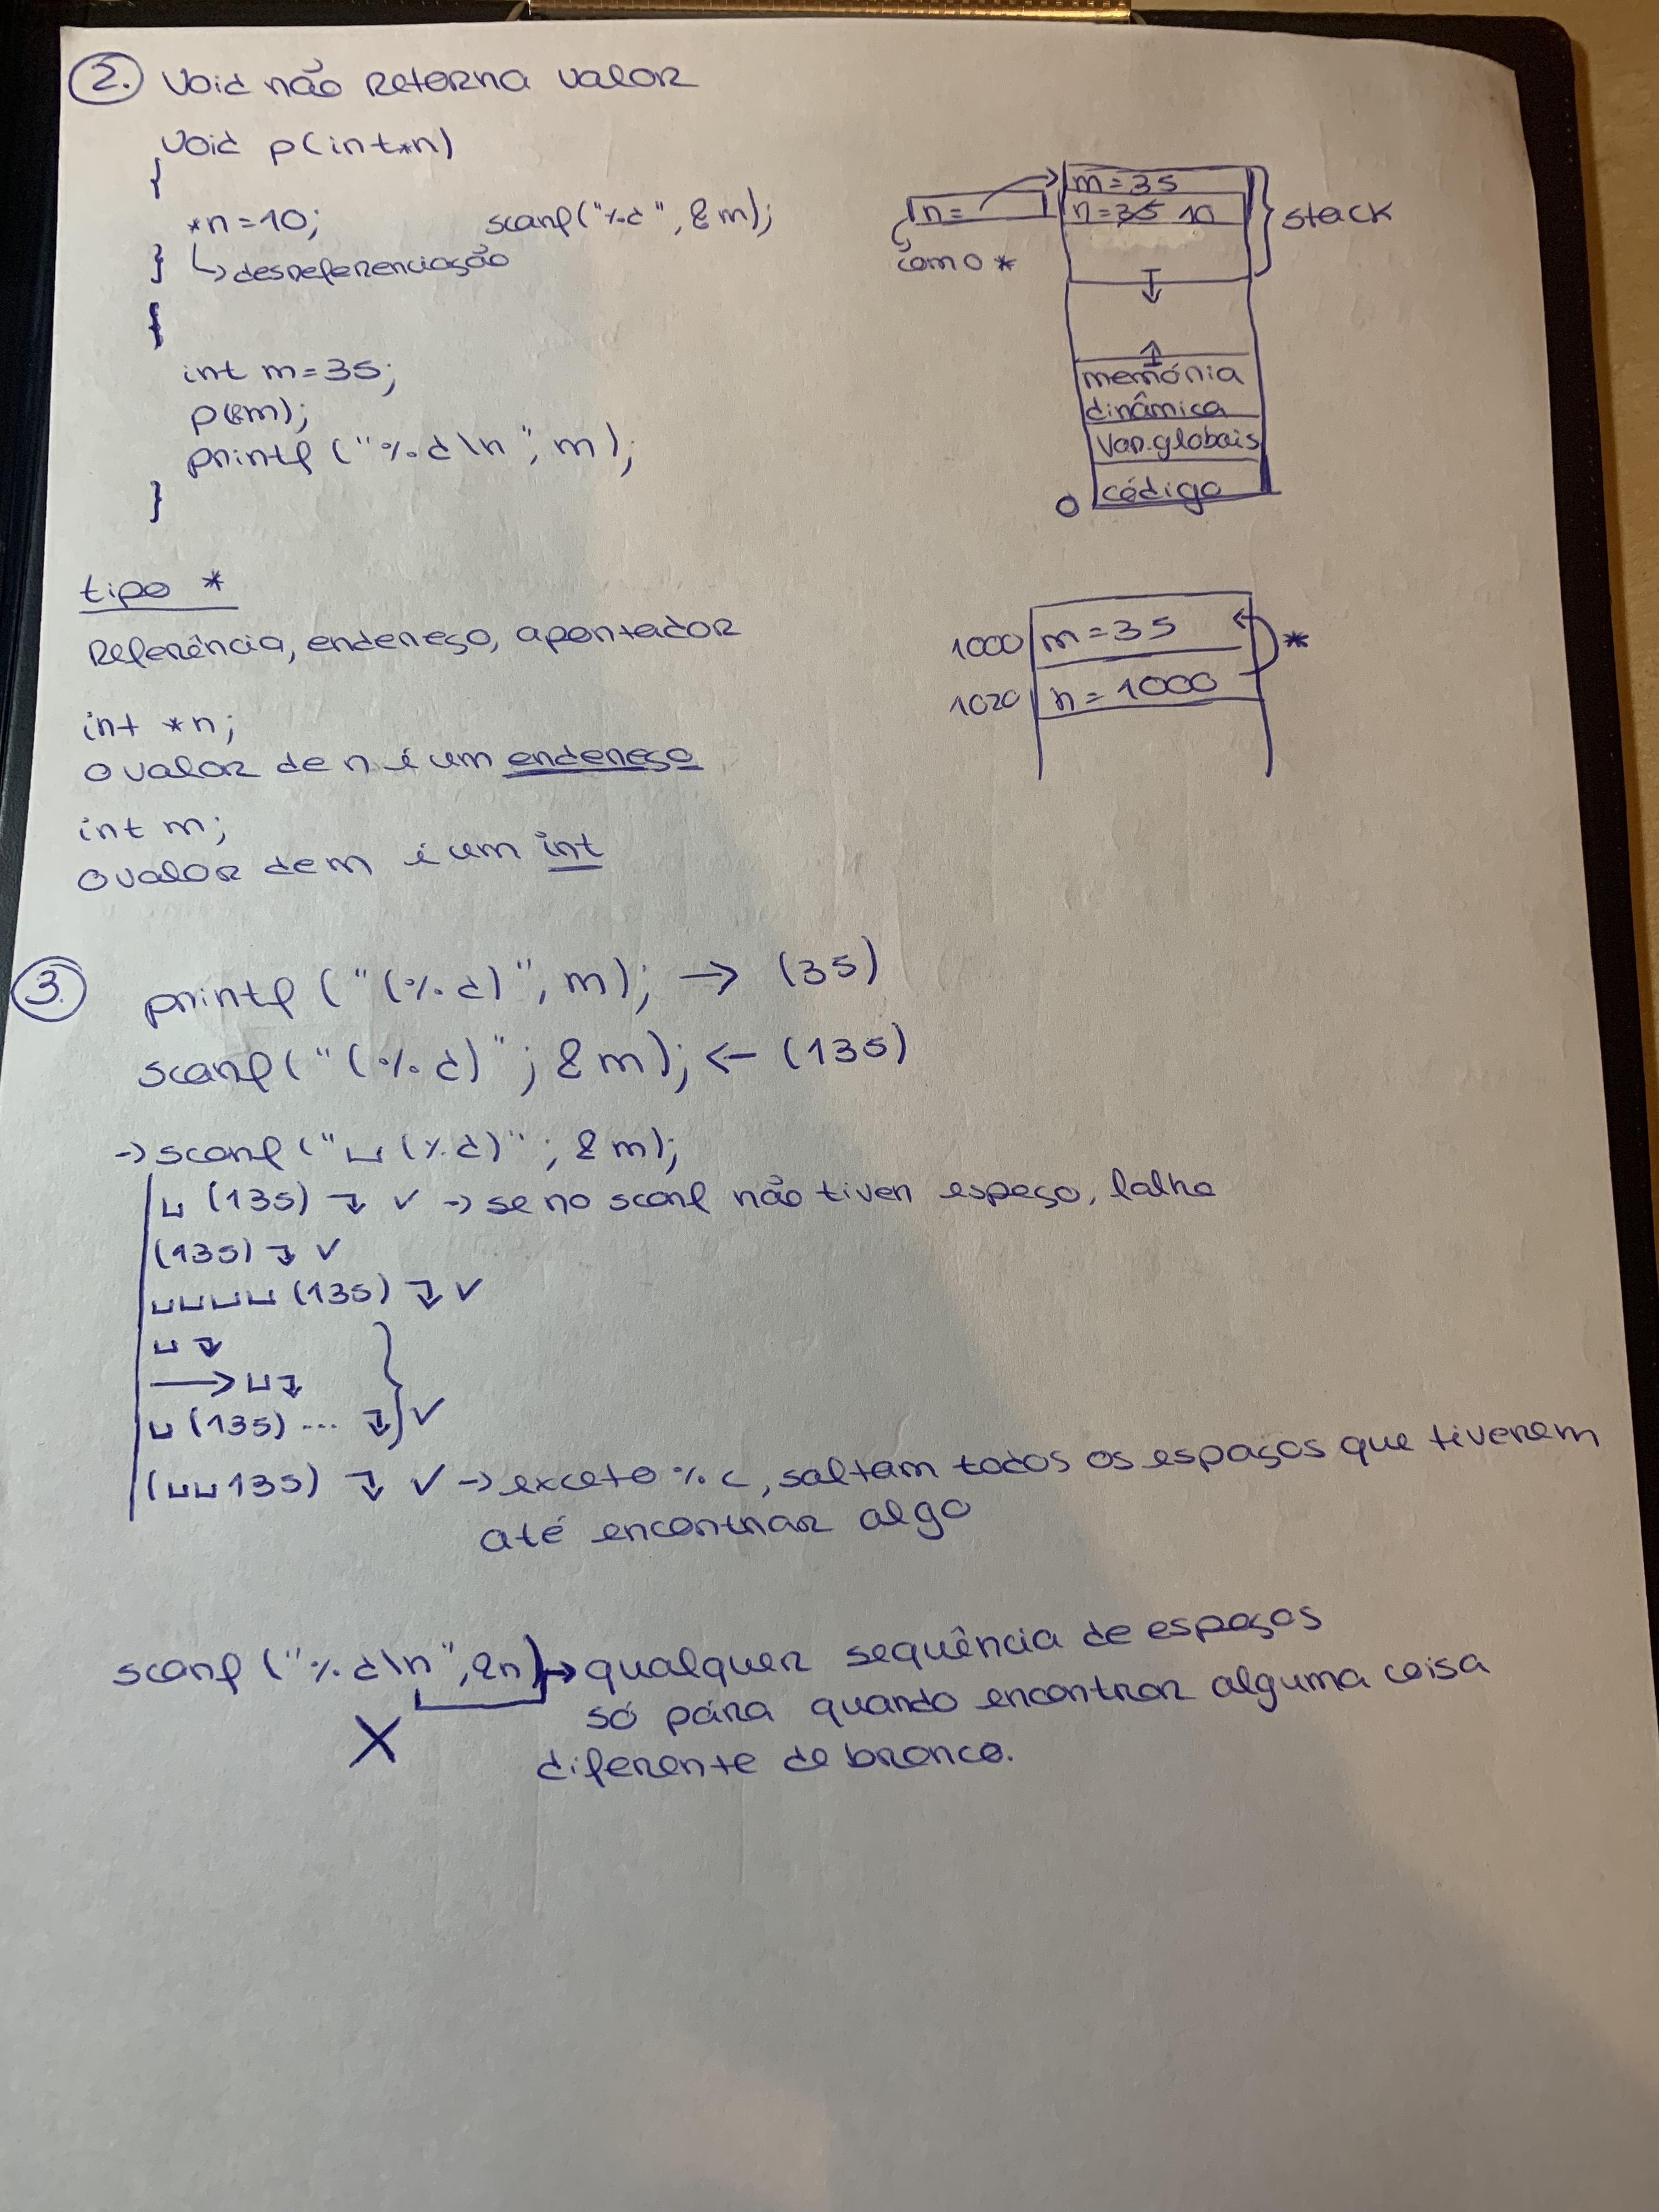 2. void não retorna valor
void p(int*n)
{
*n=10; scanf("%d", &m);
} ↳ desreferenciação
{
int m=35;
p(&m);
printf("%d\n", m);
}
m=35
n=
n=35 10
stack
com o *
memória
dinâmica
var.globais
código
0
tipo *
Referência, endereço, apontador
int *n;
o valor de n é um endereço
int m;
o valor de m é um int
1000 m=35
*
1020 n=1000
3. printf("(%d)", m); → (35)
scanf("(%d)"; &m); ← (135)
→ scanf("␣(%d)"; &m);
␣ (135) ↴ ✓ → se no scanf não tiver espeço, falha
(135) ↴ ✓
␣␣␣␣ (135) ↴ ✓
␣ ↴
⟶ ␣↴
␣ (135) ... ↴ } ✓
(␣␣135) ↴ ✓ → exceto %c, saltam todos os espaços que tiverem
até encontrar algo
scanf("%d\n", &n) → qualquer sequência de espaços
só pára quando encontrar alguma coisa
X
diferente de branco.